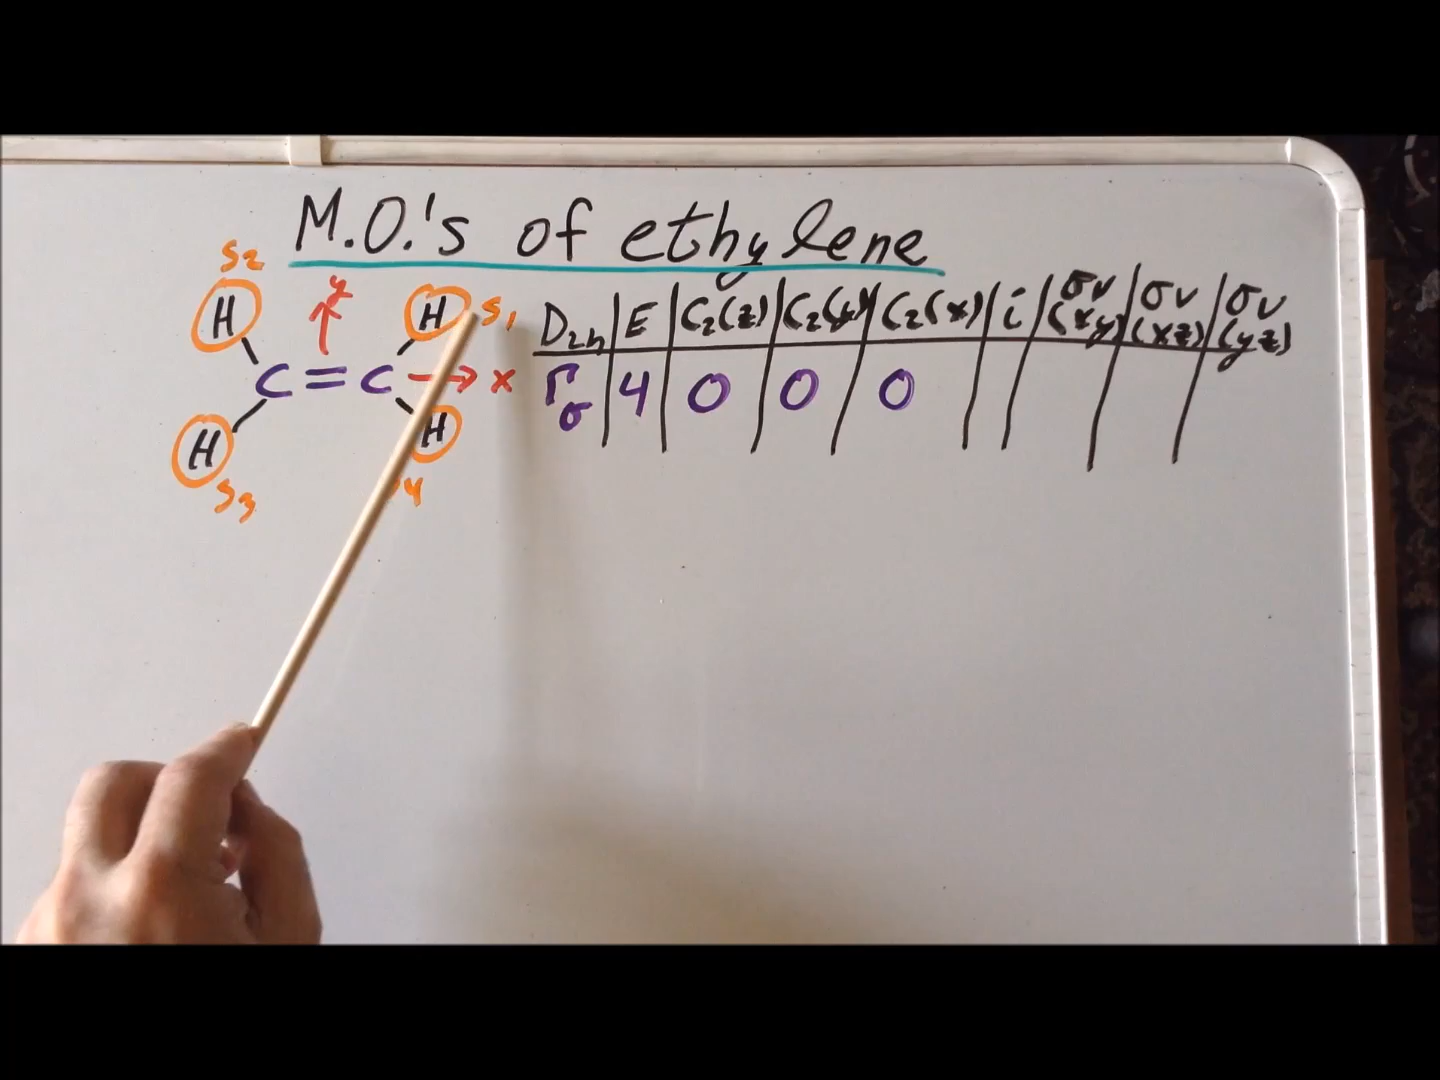 M.O.'s of ethylene
S2
H
y
H
S1
C = C → x
H
S3
H
4
D2h | E | C2(z) | C2(y) | C2(x) | i | σv (xy) | σv (xz) | σv (yz)
Γσ | 4 | 0 | 0 | 0